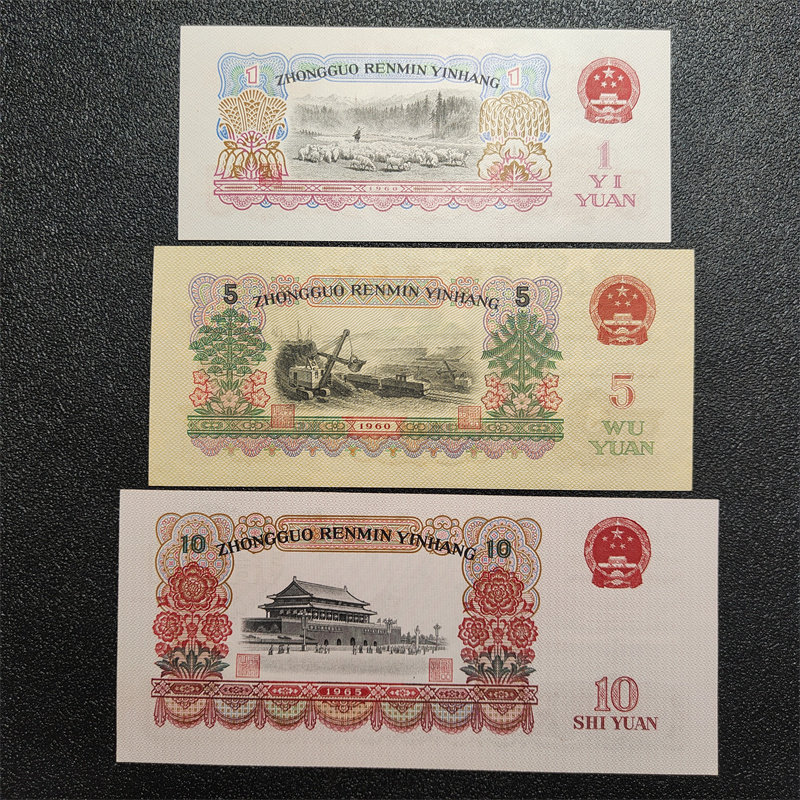 1 ZHONGGUO RENMIN YINHANG 1
1960
1
YI
YUAN
5 ZHONGGUO RENMIN YINHANG 5
1960
5
WU
YUAN
10 ZHONGGUO RENMIN YINHANG 10
1965
10
SHI YUAN